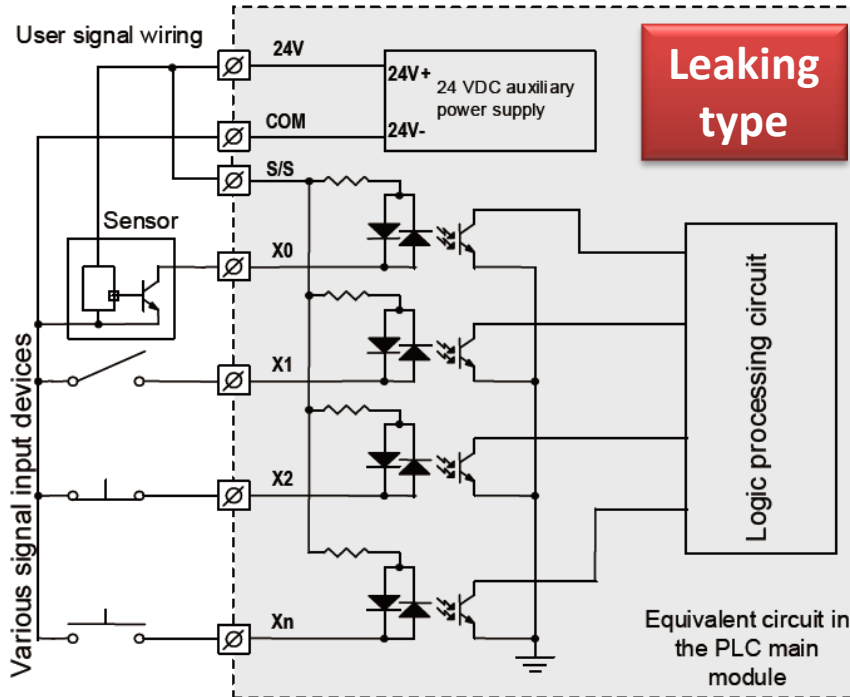 User signal wiring
24V
24V+
24 VDC auxiliary
power supply
Leaking
type
COM
24V-
S/S
Sensor
X0
X1
X2
Xn
Various signal input devices
Logic processing circuit
Equivalent circuit in
the PLC main
module